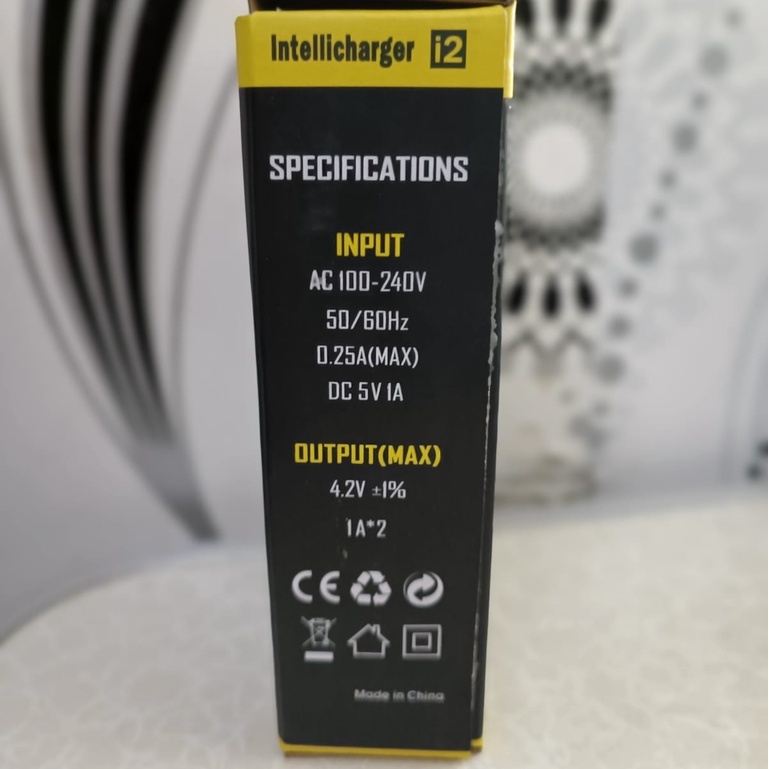 Intellicharger i2
SPECIFICATIONS
INPUT
AC 100-240V
50/60Hz
0.25A(MAX)
DC 5V 1A
OUTPUT(MAX)
4.2V ±1%
1A*2
CE
Made in China